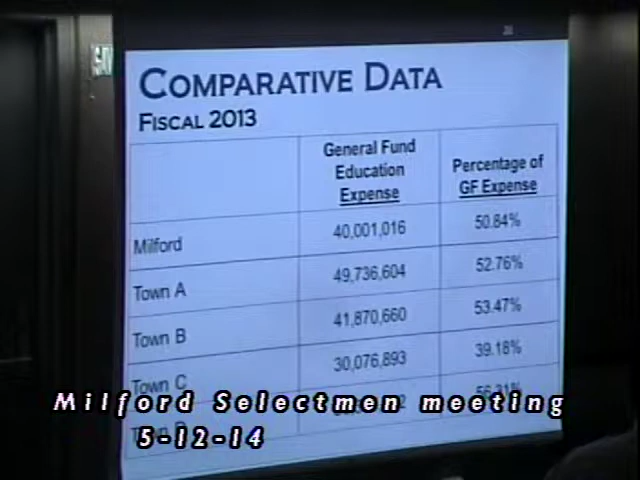 COMPARATIVE DATA
FISCAL 2013
General Fund Education Expense Percentage of GF Expense
Milford 40,001,016 50.84%
Town A 49,736,604 52.76%
Town B 41,870,660 53.47%
Town C 30,076,893 39.18%
Milford Selectmen meeting
5-12-14